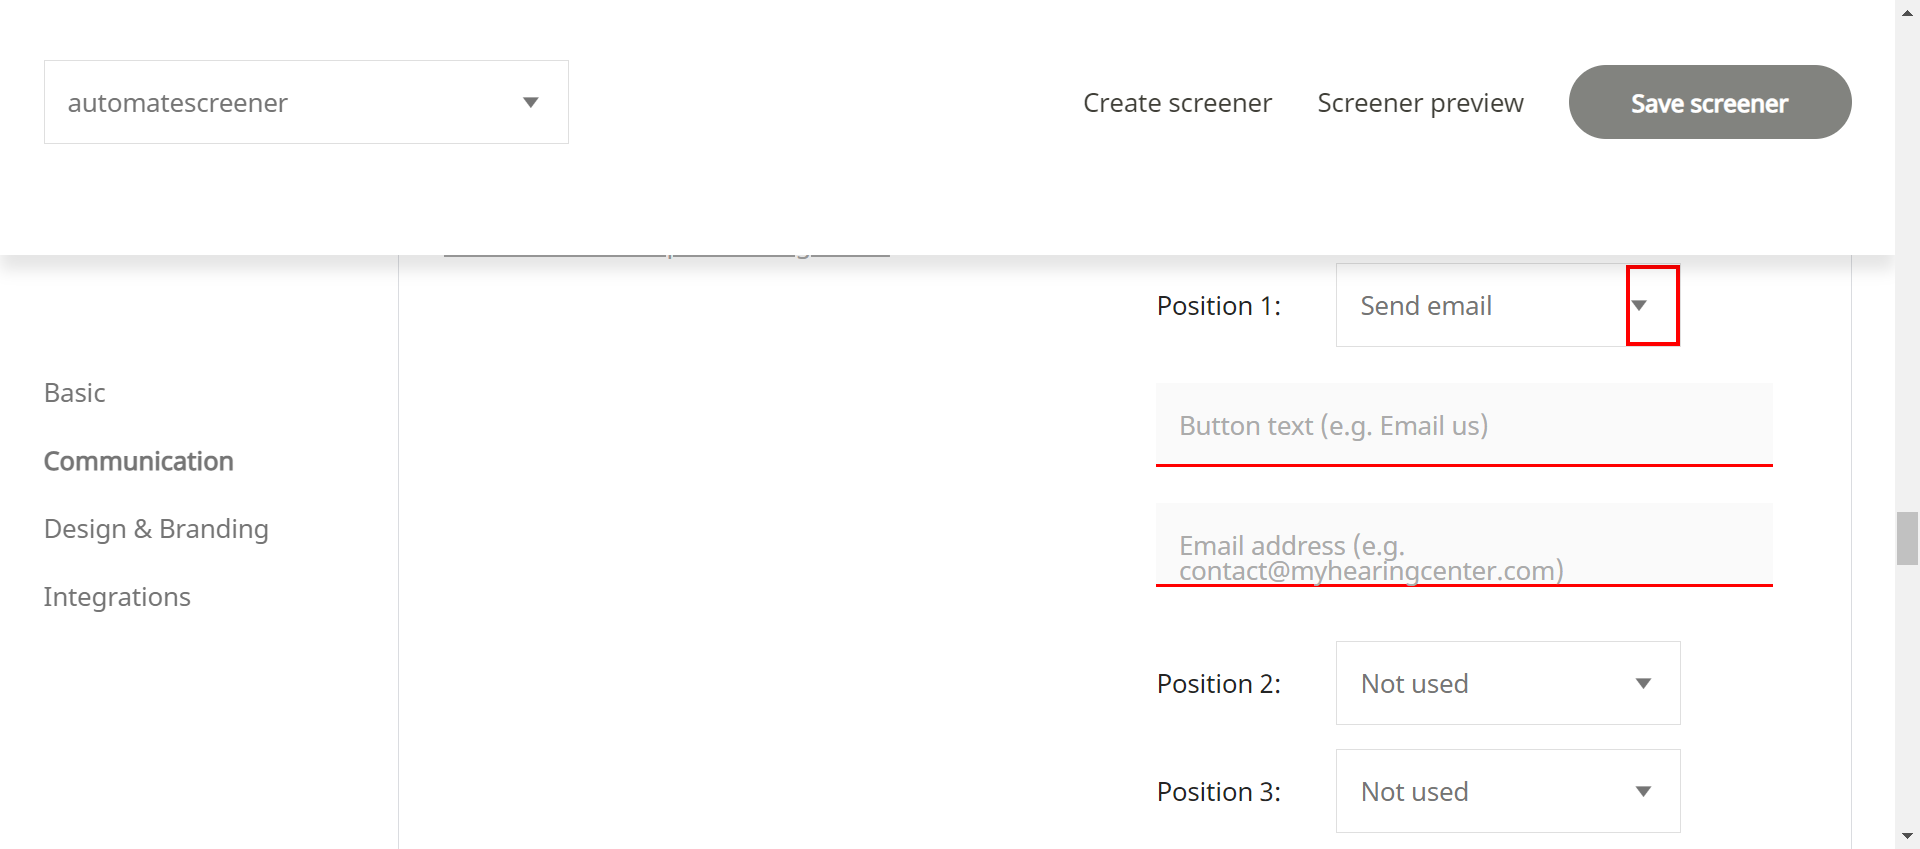 automatescreener
Create screener
Screener preview
Save screener
Position 1:
Send email
Basic
Communication
Design & Branding
Integrations
Button text (e.g. Email us)
Email address (e.g.
contact@myhearingcenter.com)
Position 2:
Not used
Position 3:
Not used